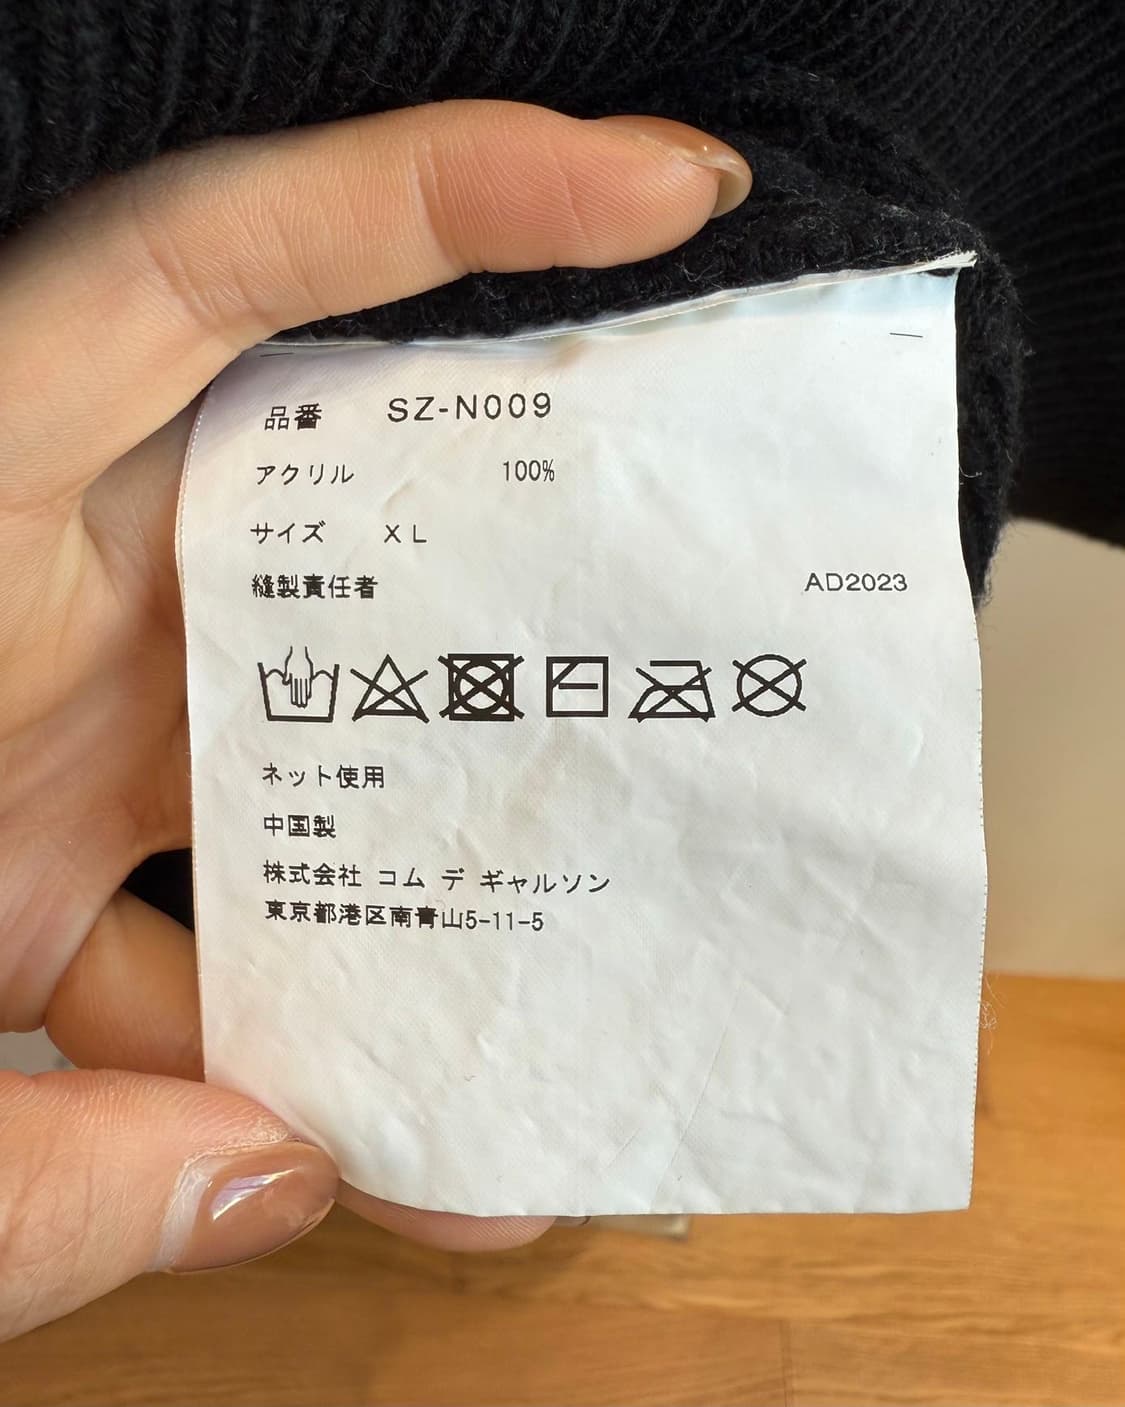 品番 SZ-N009
アクリル 100%
サイズ XL
縫製責任者 AD2023
ネット使用
中国製
株式会社 コム デ ギャルソン
東京都港区南青山5-11-5